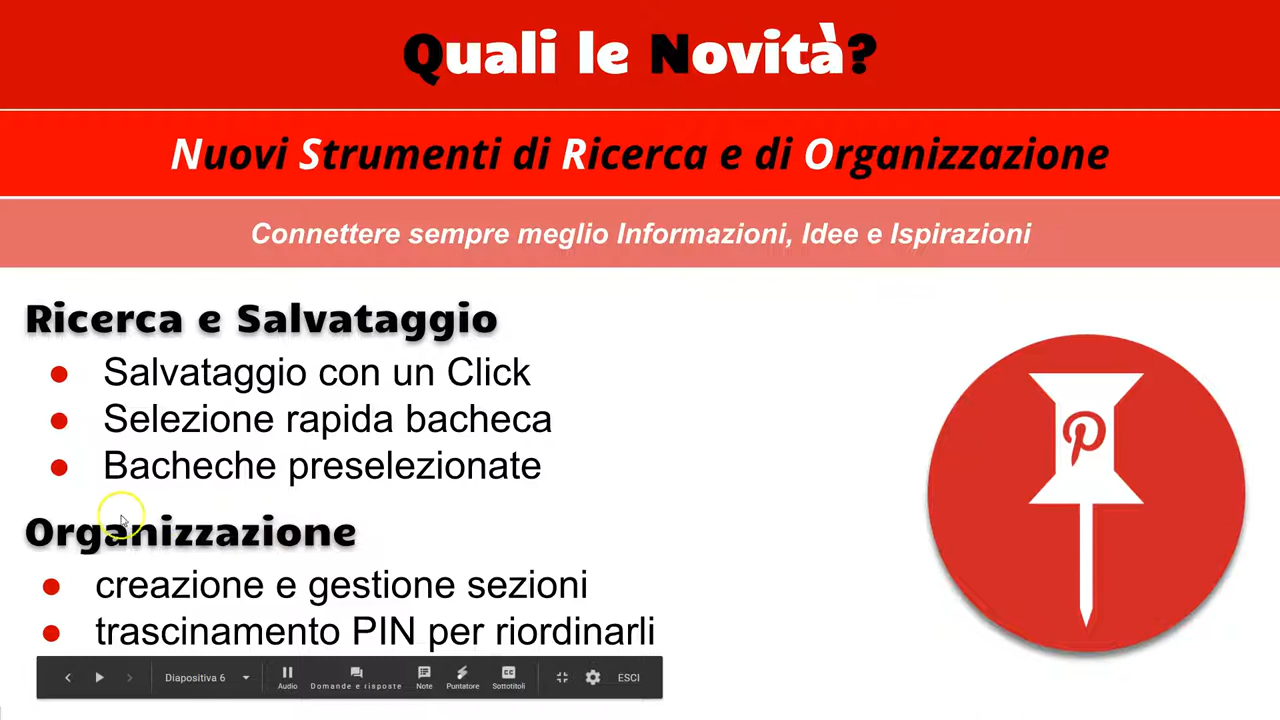 Quali le Novità?
Nuovi Strumenti di Ricerca e di Organizzazione
Connettere sempre meglio Informazioni, Idee e Ispirazioni
Ricerca e Salvataggio
● Salvataggio con un Click
● Selezione rapida bacheca
● Bacheche preselezionate
Organizzazione
● creazione e gestione sezioni
● trascinamento PIN per riordinarli
Diapositiva 6 Audio Domande e risposte Note Puntatore Sottotitoli ESCI